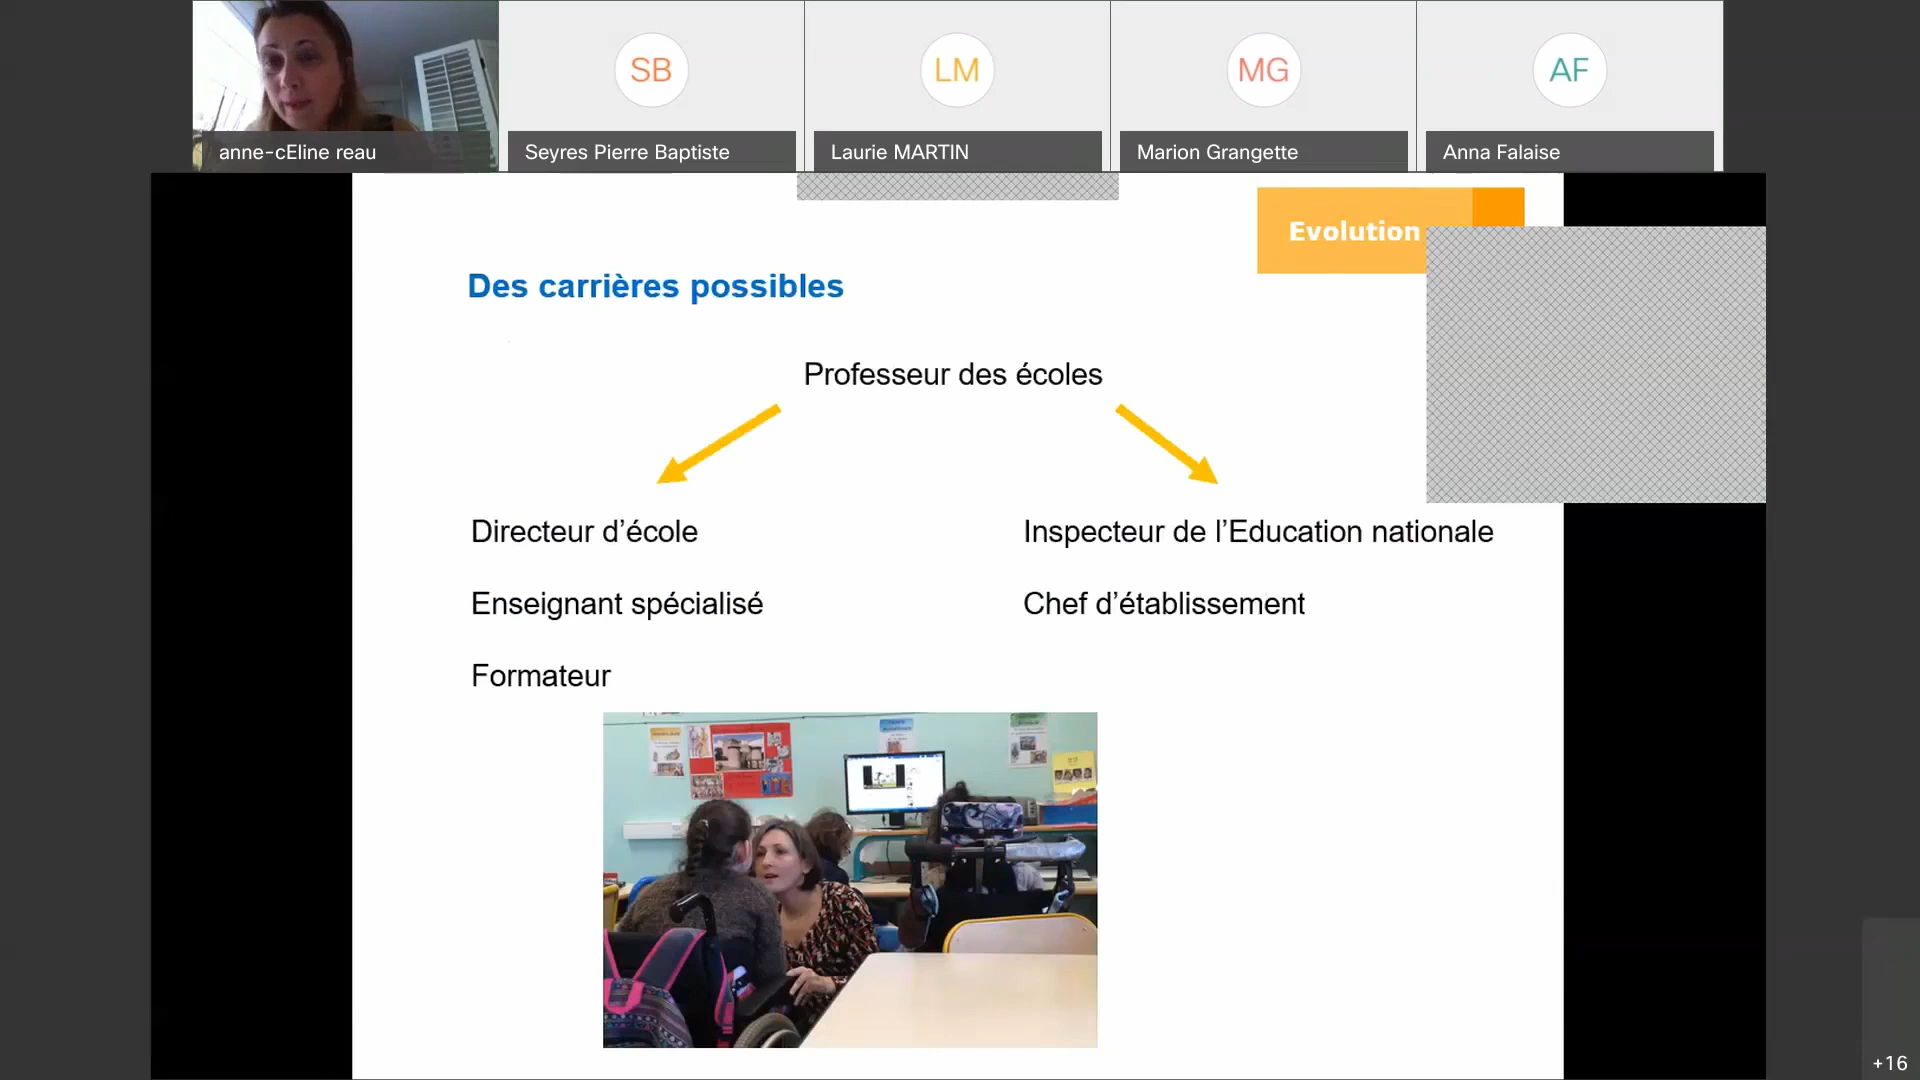 SB
LM
MG
AF
anne-cEline reau
Seyres Pierre Baptiste
Laurie MARTIN
Marion Grangette
Anna Falaise
Evolution
Des carrières possibles
Professeur des écoles
Directeur d’école
Inspecteur de l’Education nationale
Enseignant spécialisé
Chef d’établissement
Formateur
+16